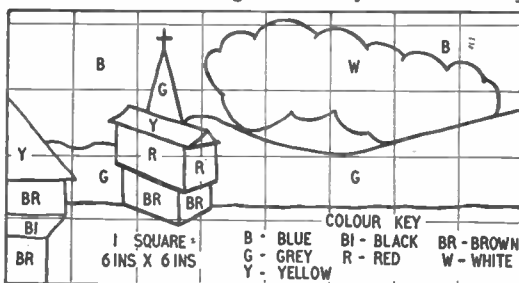 B
B
W
G
Y
Y
R
R
G
G
BR
BR
BR
BI
BR
1 SQUARE =
6 INS X 6 INS
COLOUR KEY
B - BLUE BI - BLACK BR - BROWN
G - GREY R - RED W - WHITE
Y - YELLOW